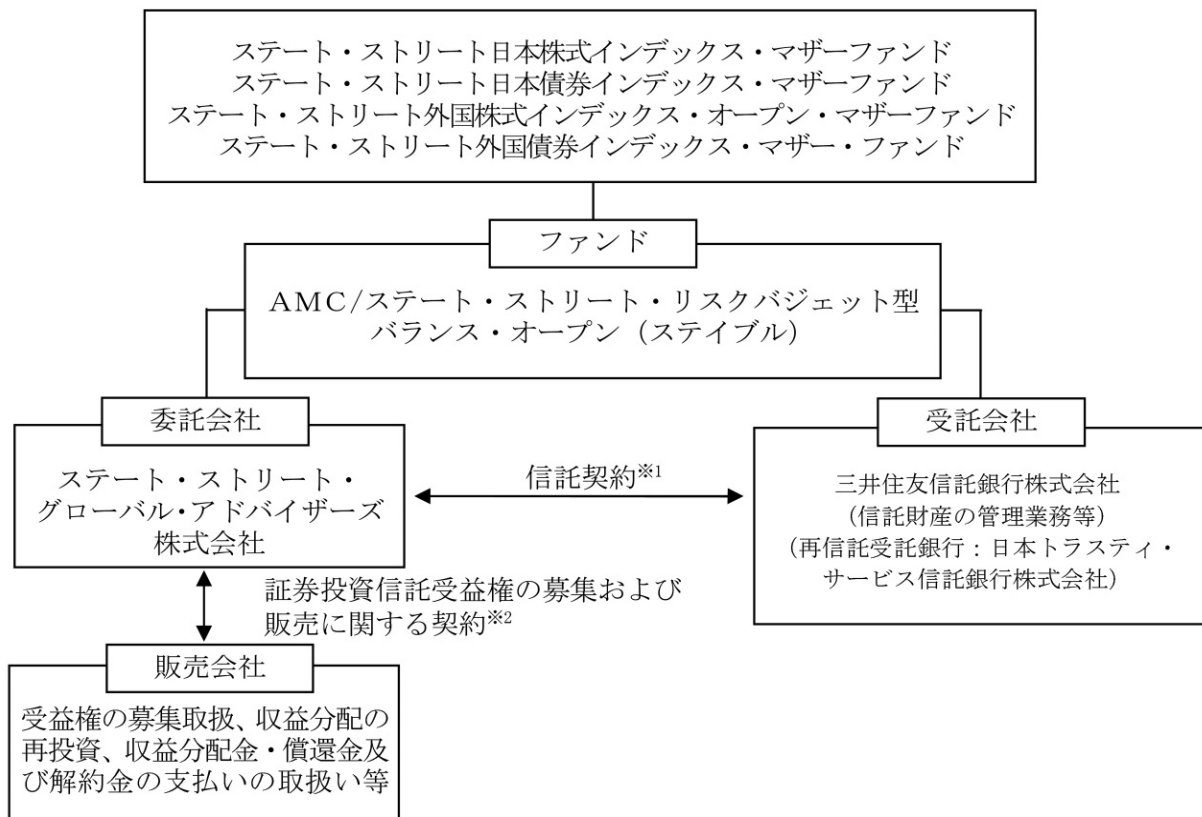 ステート・ストリート日本株式インデックス・マザーファンド
ステート・ストリート日本債券インデックス・マザーファンド
ステート・ストリート外国株式インデックス・オープン・マザーファンド
ステート・ストリート外国債券インデックス・マザー・ファンド
ファンド
AMC/ステート・ストリート・リスクバジェット型
バランス・オープン（ステイブル）
委託会社
ステート・ストリート・
グローバル・アドバイザーズ
株式会社
信託契約※1
受託会社
三井住友信託銀行株式会社
（信託財産の管理業務等）
（再信託受託銀行：日本トラスティ・
サービス信託銀行株式会社）
証券投資信託受益権の募集および
販売に関する契約※2
販売会社
受益権の募集取扱、収益分配の
再投資、収益分配金・償還金及
び解約金の支払いの取扱い等